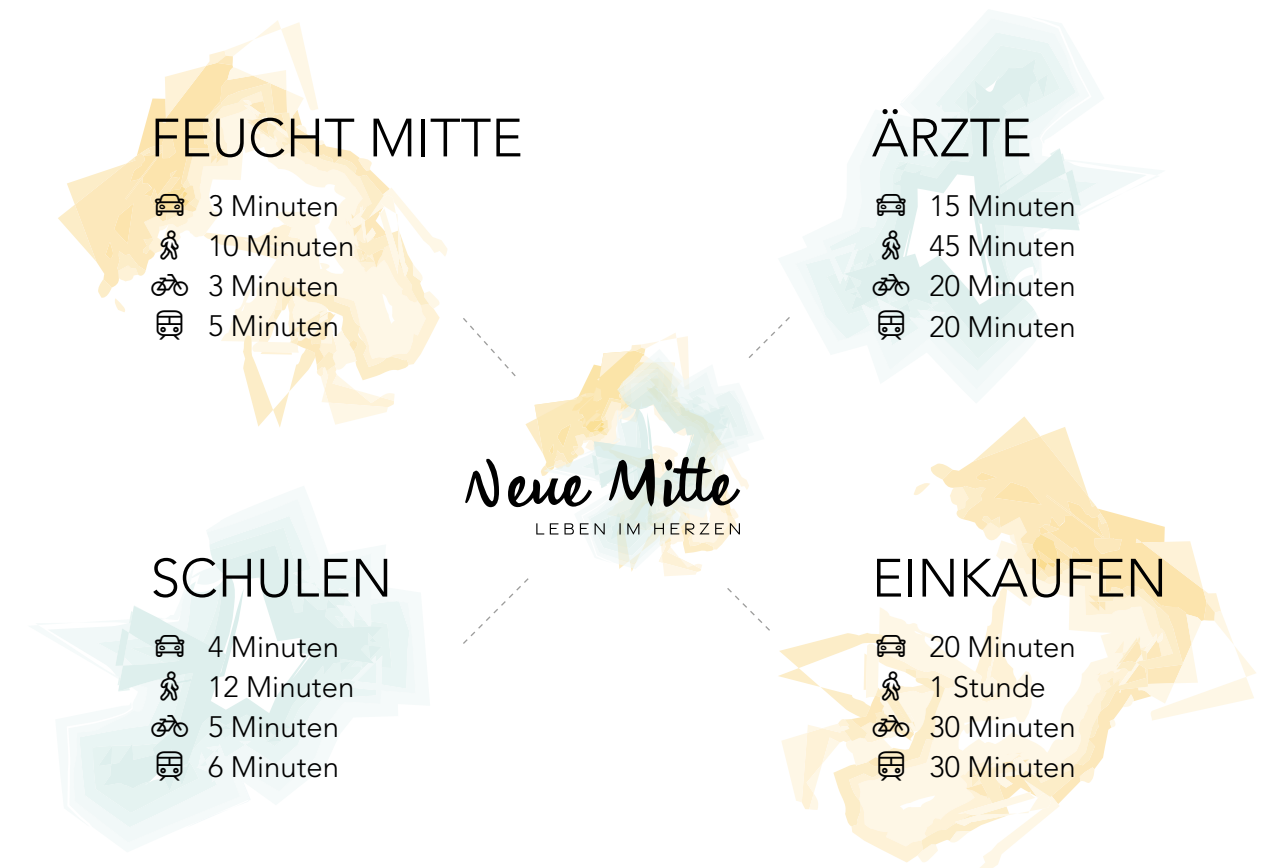 FEUCHT MITTE
3 Minuten
10 Minuten
3 Minuten
5 Minuten
ÄRZTE
15 Minuten
45 Minuten
20 Minuten
20 Minuten
Neue Mitte
LEBEN IM HERZEN
SCHULEN
4 Minuten
12 Minuten
5 Minuten
6 Minuten
EINKAUFEN
20 Minuten
1 Stunde
30 Minuten
30 Minuten